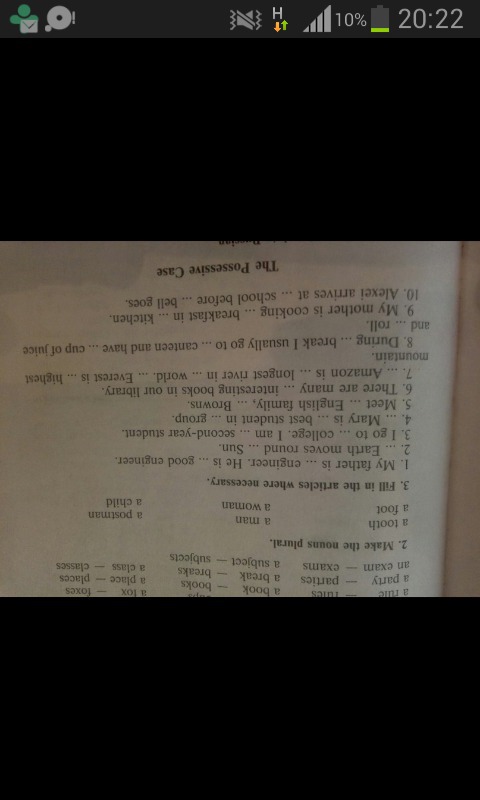 10%
20:22
a rule — rules
a book — books
a fox — foxes
a party — parties
a break — breaks
a place — places
an exam — exams
a subject — subjects
a class — classes
2. Make the nouns plural.
a tooth
a man
a postman
a foot
a woman
a child
3. Fill in the articles where necessary.
1. My father is ... engineer. He is ... good engineer.
2. ... Earth moves round ... Sun.
3. I go to ... college. I am ... second-year student.
4. ... Mary is ... best student in ... group.
5. Meet ... English family, ... Browns.
6. There are many ... interesting books in our library.
7. ... Amazon is ... longest river in ... world. ... Everest is ... highest
mountain.
8. During ... break I usually go to ... canteen and have ... cup of juice
and ... roll.
9. My mother is cooking ... breakfast in ... kitchen.
10. Alexei arrives at ... school before ... bell goes.
The Possessive Case